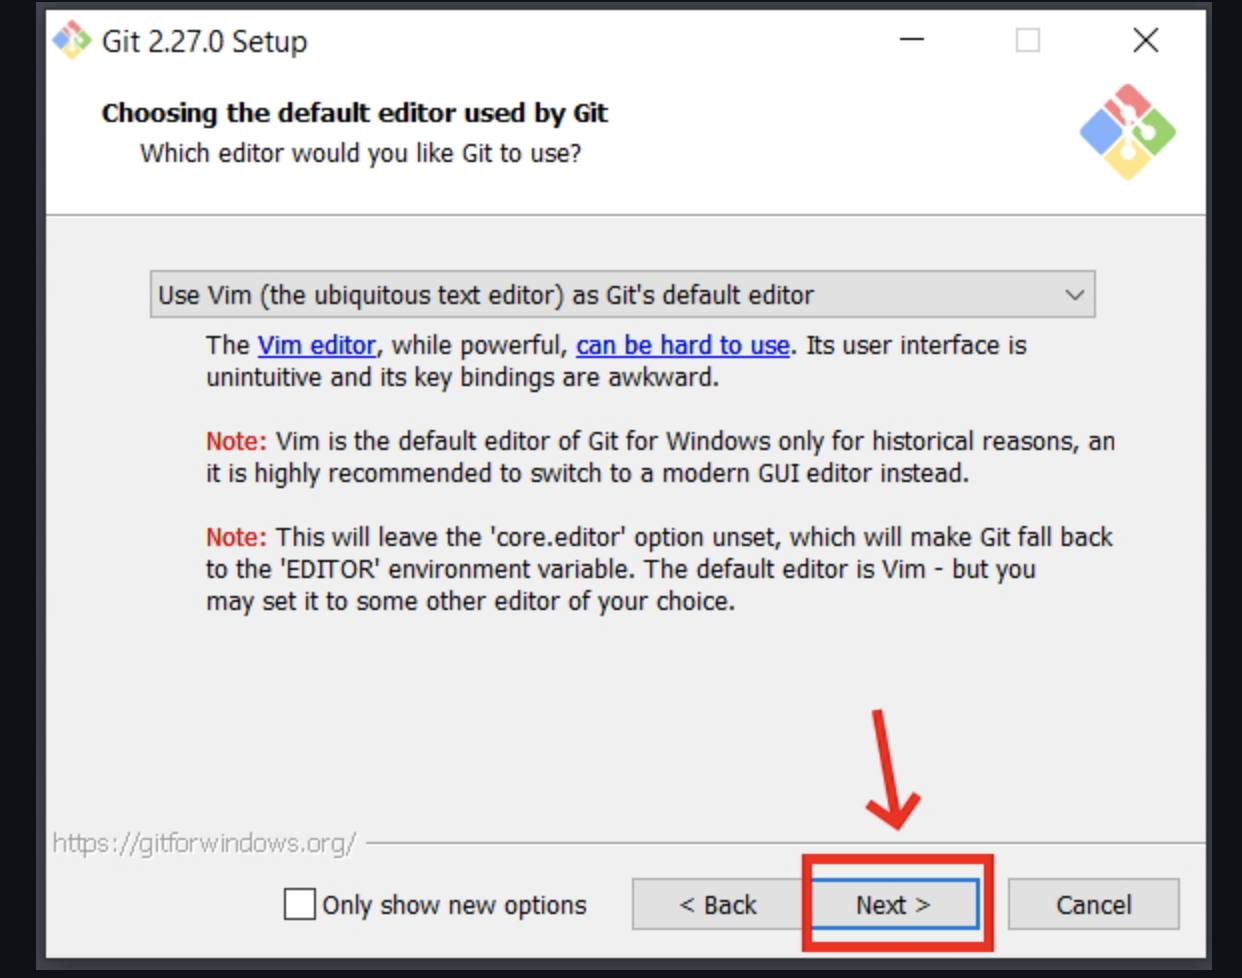 Git 2.27.0 Setup
Choosing the default editor used by Git
Which editor would you like Git to use?
Use Vim (the ubiquitous text editor) as Git's default editor
The Vim editor, while powerful, can be hard to use. Its user interface is
unintuitive and its key bindings are awkward.
Note: Vim is the default editor of Git for Windows only for historical reasons, an
it is highly recommended to switch to a modern GUI editor instead.
Note: This will leave the 'core.editor' option unset, which will make Git fall back
to the 'EDITOR' environment variable. The default editor is Vim - but you
may set it to some other editor of your choice.
https://gitforwindows.org/
Only show new options
< Back
Next >
Cancel